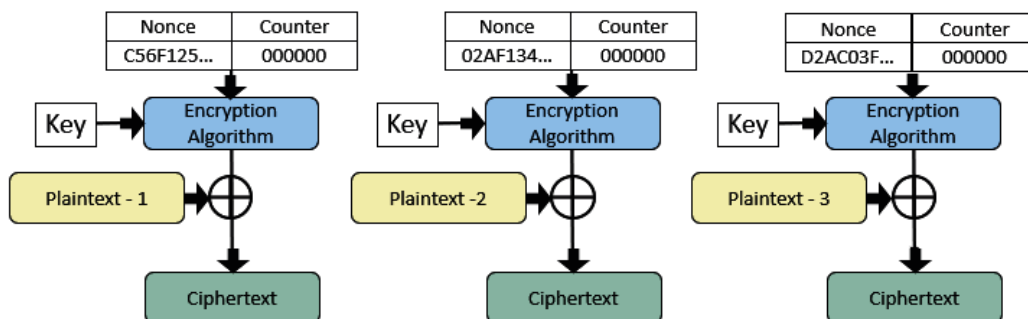 Nonce Counter
C56F125... 000000
Key
Encryption
Algorithm
Plaintext - 1
Ciphertext
Nonce Counter
02AF134... 000000
Key
Encryption
Algorithm
Plaintext -2
Ciphertext
Nonce Counter
D2AC03F... 000000
Key
Encryption
Algorithm
Plaintext - 3
Ciphertext